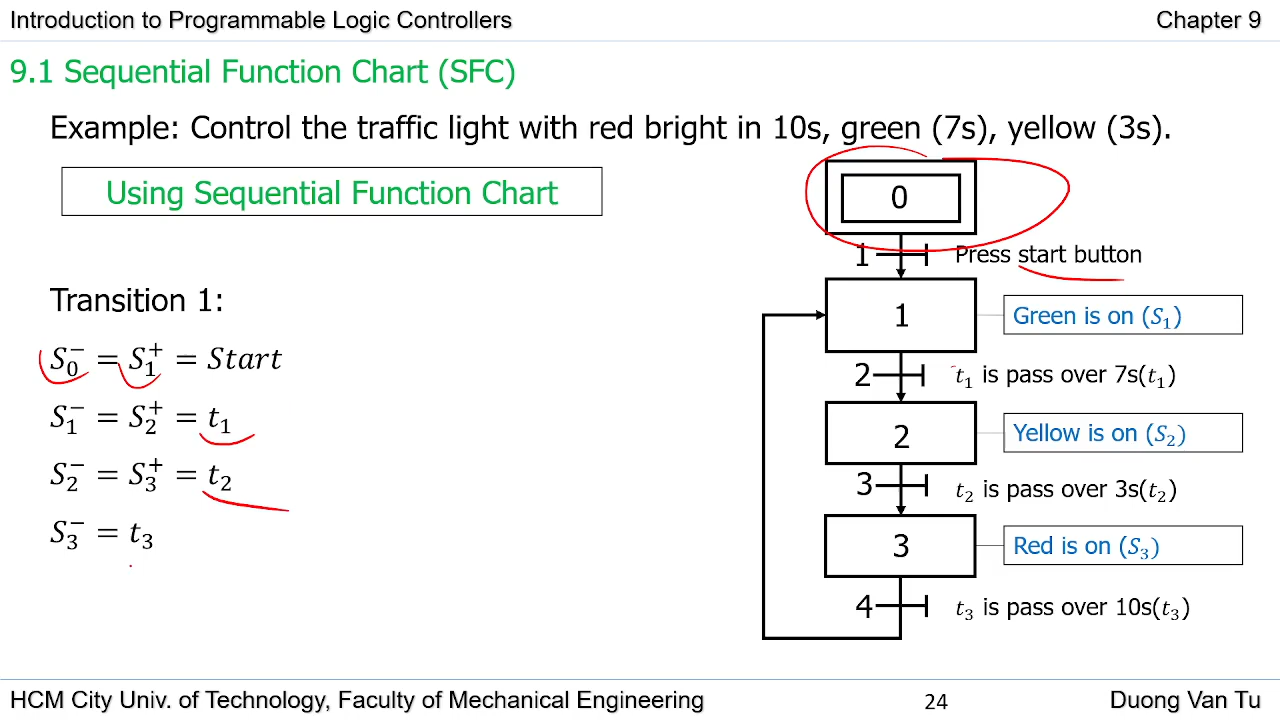 Introduction to Programmable Logic Controllers
Chapter 9
9.1 Sequential Function Chart (SFC)
Example: Control the traffic light with red bright in 10s, green (7s), yellow (3s).
Using Sequential Function Chart
0
1
Press start button
Transition 1:
1
Green is on (S₁)
S₀⁻ = S₁⁺ = Start
2
t₁ is pass over 7s(t₁)
S₁⁻ = S₂⁺ = t₁
2
Yellow is on (S₂)
S₂⁻ = S₃⁺ = t₂
3
t₂ is pass over 3s(t₂)
S₃⁻ = t₃
3
Red is on (S₃)
4
t₃ is pass over 10s(t₃)
HCM City Univ. of Technology, Faculty of Mechanical Engineering
24
Duong Van Tu